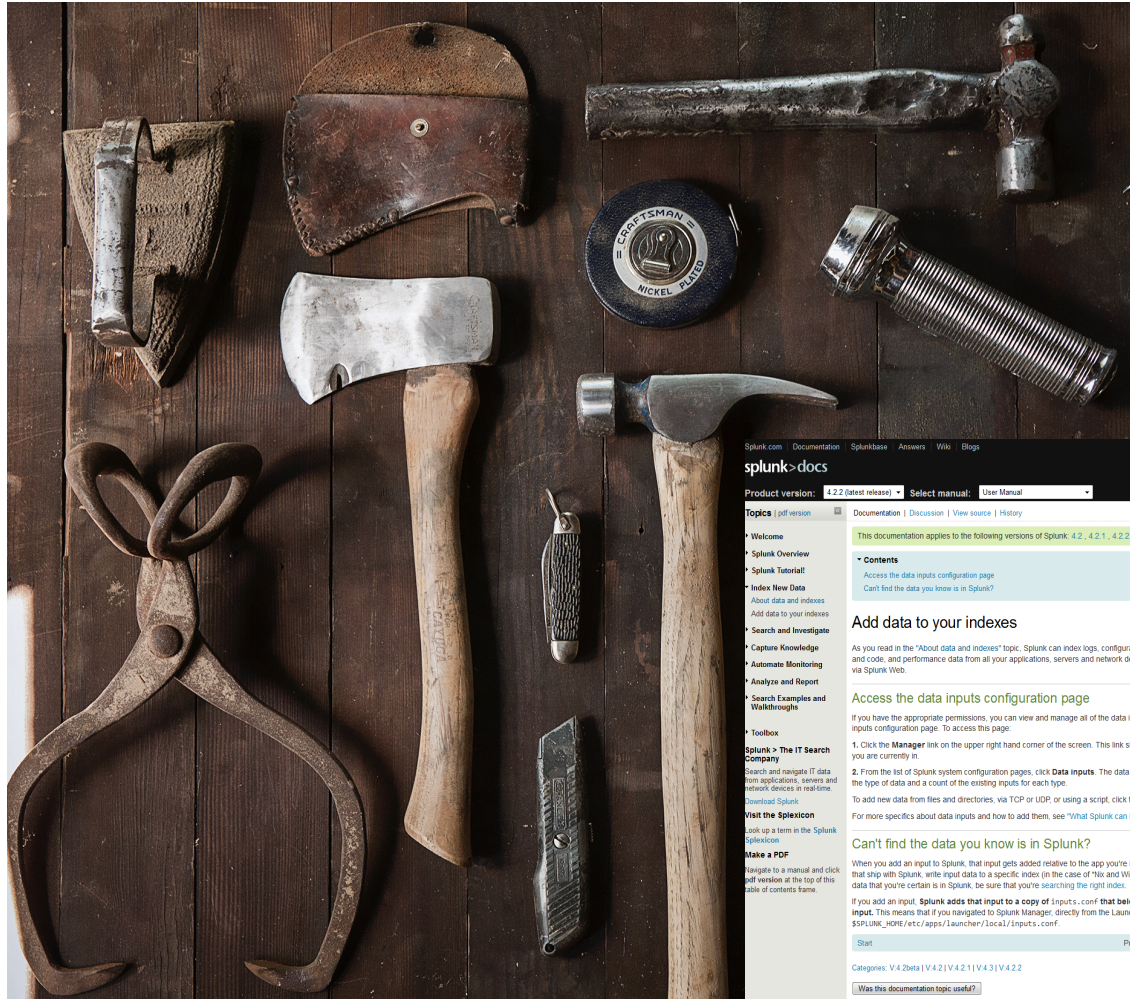 = CRAFTSMAN =
NICKEL PLATED
CRAFTSMAN
Splunk.com | Documentation | Splunkbase | Answers | Wiki | Blogs
splunk>docs
Product version: 4.2.2 (latest release) Select manual: User Manual
Topics | pdf version
Welcome
Splunk Overview
Splunk Tutorial!
Index New Data
About data and indexes
Add data to your indexes
Search and Investigate
Capture Knowledge
Automate Monitoring
Analyze and Report
Search Examples and
Walkthroughs
Toolbox
Splunk > The IT Search
Company
Search and navigate IT data
from applications, servers and
network devices in real-time.
Download Splunk
Visit the Splexicon
Look up a term in the Splunk
Splexicon
Make a PDF
Navigate to a manual and click
pdf version at the top of this
table of contents frame.
Documentation | Discussion | View source | History
This documentation applies to the following versions of Splunk: 4.2 , 4.2.1 , 4.2.2
Contents
Access the data inputs configuration page
Can't find the data you know is in Splunk?
Add data to your indexes
As you read in the "About data and indexes" topic, Splunk can index logs, configura
and code, and performance data from all your applications, servers and network de
via Splunk Web.
Access the data inputs configuration page
If you have the appropriate permissions, you can view and manage all of the data i
inputs configuration page. To access this page:
1. Click the Manager link on the upper right hand corner of the screen. This link s
you are currently in.
2. From the list of Splunk system configuration pages, click Data inputs. The data
the type of data and a count of the existing inputs for each type.
To add new data from files and directories, via TCP or UDP, or using a script, click
For more specifics about data inputs and how to add them, see "What Splunk can
Can't find the data you know is in Splunk?
When you add an input to Splunk, that input gets added relative to the app you're
that ship with Splunk, write input data to a specific index (in the case of *Nix and Wi
data that you're certain is in Splunk, be sure that you're searching the right index.
If you add an input, Splunk adds that input to a copy of inputs.conf that bel
input. This means that if you navigated to Splunk Manager, directly from the Laun
$SPLUNK_HOME/etc/apps/launcher/local/inputs.conf.
Start
Categories: V:4.2beta | V:4.2 | V:4.2.1 | V:4.3 | V:4.2.2
Was this documentation topic useful?